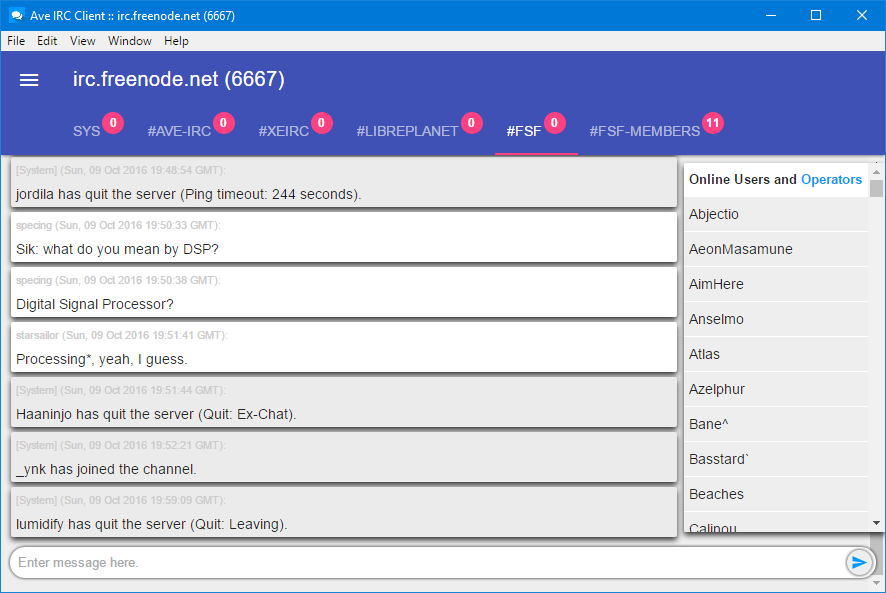 Ave IRC Client :: irc.freenode.net (6667)
File Edit View Window Help
irc.freenode.net (6667)
SYS 0 #AVE-IRC 0 #XEIRC 0 #LIBREPLANET 0 #FSF 0 #FSF-MEMBERS 11
[System] (Sun, 09 Oct 2016 19:48:54 GMT):
jordila has quit the server (Ping timeout: 244 seconds).
specing (Sun, 09 Oct 2016 19:50:33 GMT):
Sik: what do you mean by DSP?
specing (Sun, 09 Oct 2016 19:50:38 GMT):
Digital Signal Processor?
starsailor (Sun, 09 Oct 2016 19:51:41 GMT):
Processing*, yeah, I guess.
[System] (Sun, 09 Oct 2016 19:51:44 GMT):
Haaninjo has quit the server (Quit: Ex-Chat).
[System] (Sun, 09 Oct 2016 19:52:21 GMT):
_ynk has joined the channel.
[System] (Sun, 09 Oct 2016 19:59:09 GMT):
lumidify has quit the server (Quit: Leaving).
Online Users and Operators
Abjectio
AeonMasamune
AimHere
Anselmo
Atlas
Azelphur
Bane^
Basstard`
Beaches
Calinou
Enter message here.